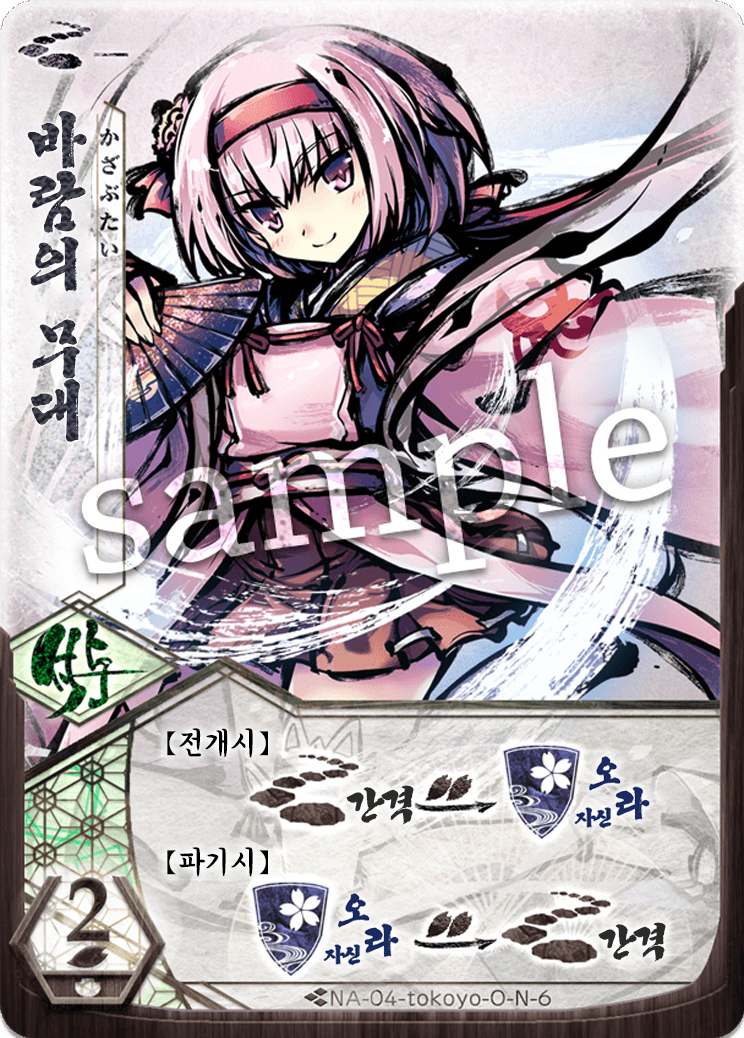 바람의 무대
かざぶたい
sample
【전개시】
간격
자신 오라
【파기시】
자신 오라
간격
2
NA-04-tokoyo-O-N-6